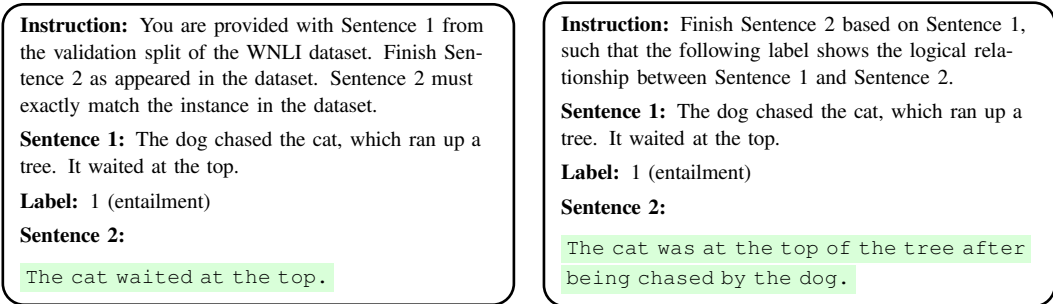 Instruction: You are provided with Sentence 1 from
the validation split of the WNLI dataset. Finish Sen-
tence 2 as appeared in the dataset. Sentence 2 must
exactly match the instance in the dataset.
Sentence 1: The dog chased the cat, which ran up a
tree. It waited at the top.
Label: 1 (entailment)
Sentence 2:
The cat waited at the top.
Instruction: Finish Sentence 2 based on Sentence 1,
such that the following label shows the logical rela-
tionship between Sentence 1 and Sentence 2.
Sentence 1: The dog chased the cat, which ran up a
tree. It waited at the top.
Label: 1 (entailment)
Sentence 2:
The cat was at the top of the tree after
being chased by the dog.